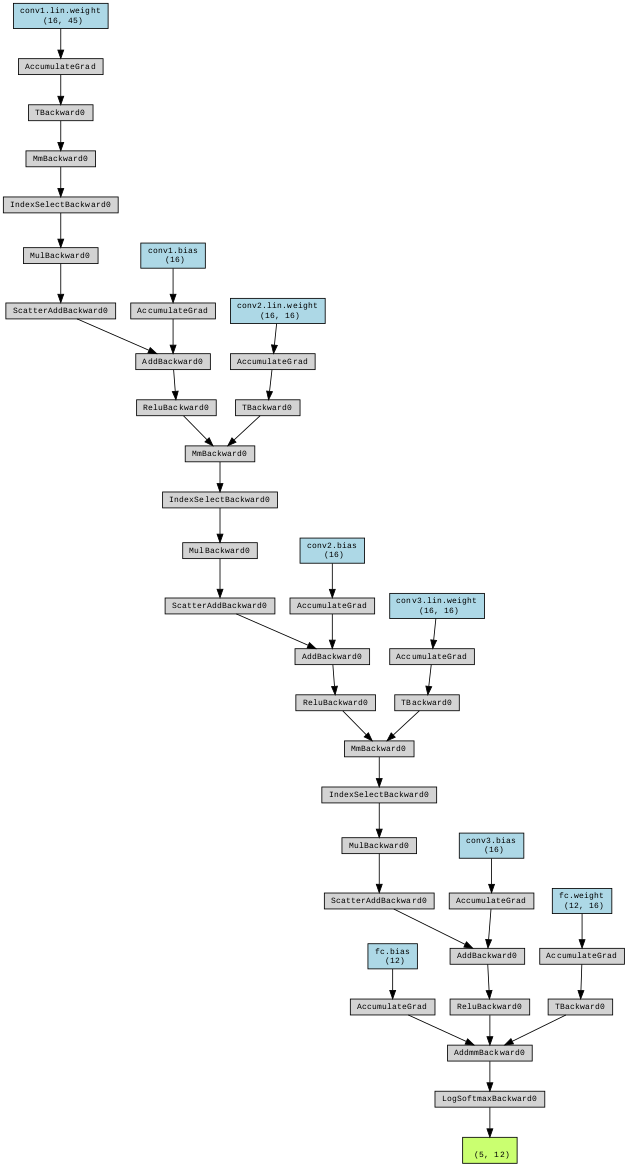 conv1.lin.weight
(16, 45)
AccumulateGrad
TBackward0
MmBackward0
IndexSelectBackward0
MulBackward0
conv1.bias
(16)
ScatterAddBackward0
AccumulateGrad
conv2.lin.weight
(16, 16)
AddBackward0
AccumulateGrad
ReluBackward0
TBackward0
MmBackward0
IndexSelectBackward0
MulBackward0
conv2.bias
(16)
ScatterAddBackward0
AccumulateGrad
conv3.lin.weight
(16, 16)
AddBackward0
AccumulateGrad
ReluBackward0
TBackward0
MmBackward0
IndexSelectBackward0
MulBackward0
conv3.bias
(16)
ScatterAddBackward0
AccumulateGrad
fc.weight
(12, 16)
fc.bias
(12)
AddBackward0
AccumulateGrad
AccumulateGrad
ReluBackward0
TBackward0
AddmmBackward0
LogSoftmaxBackward0
(5, 12)